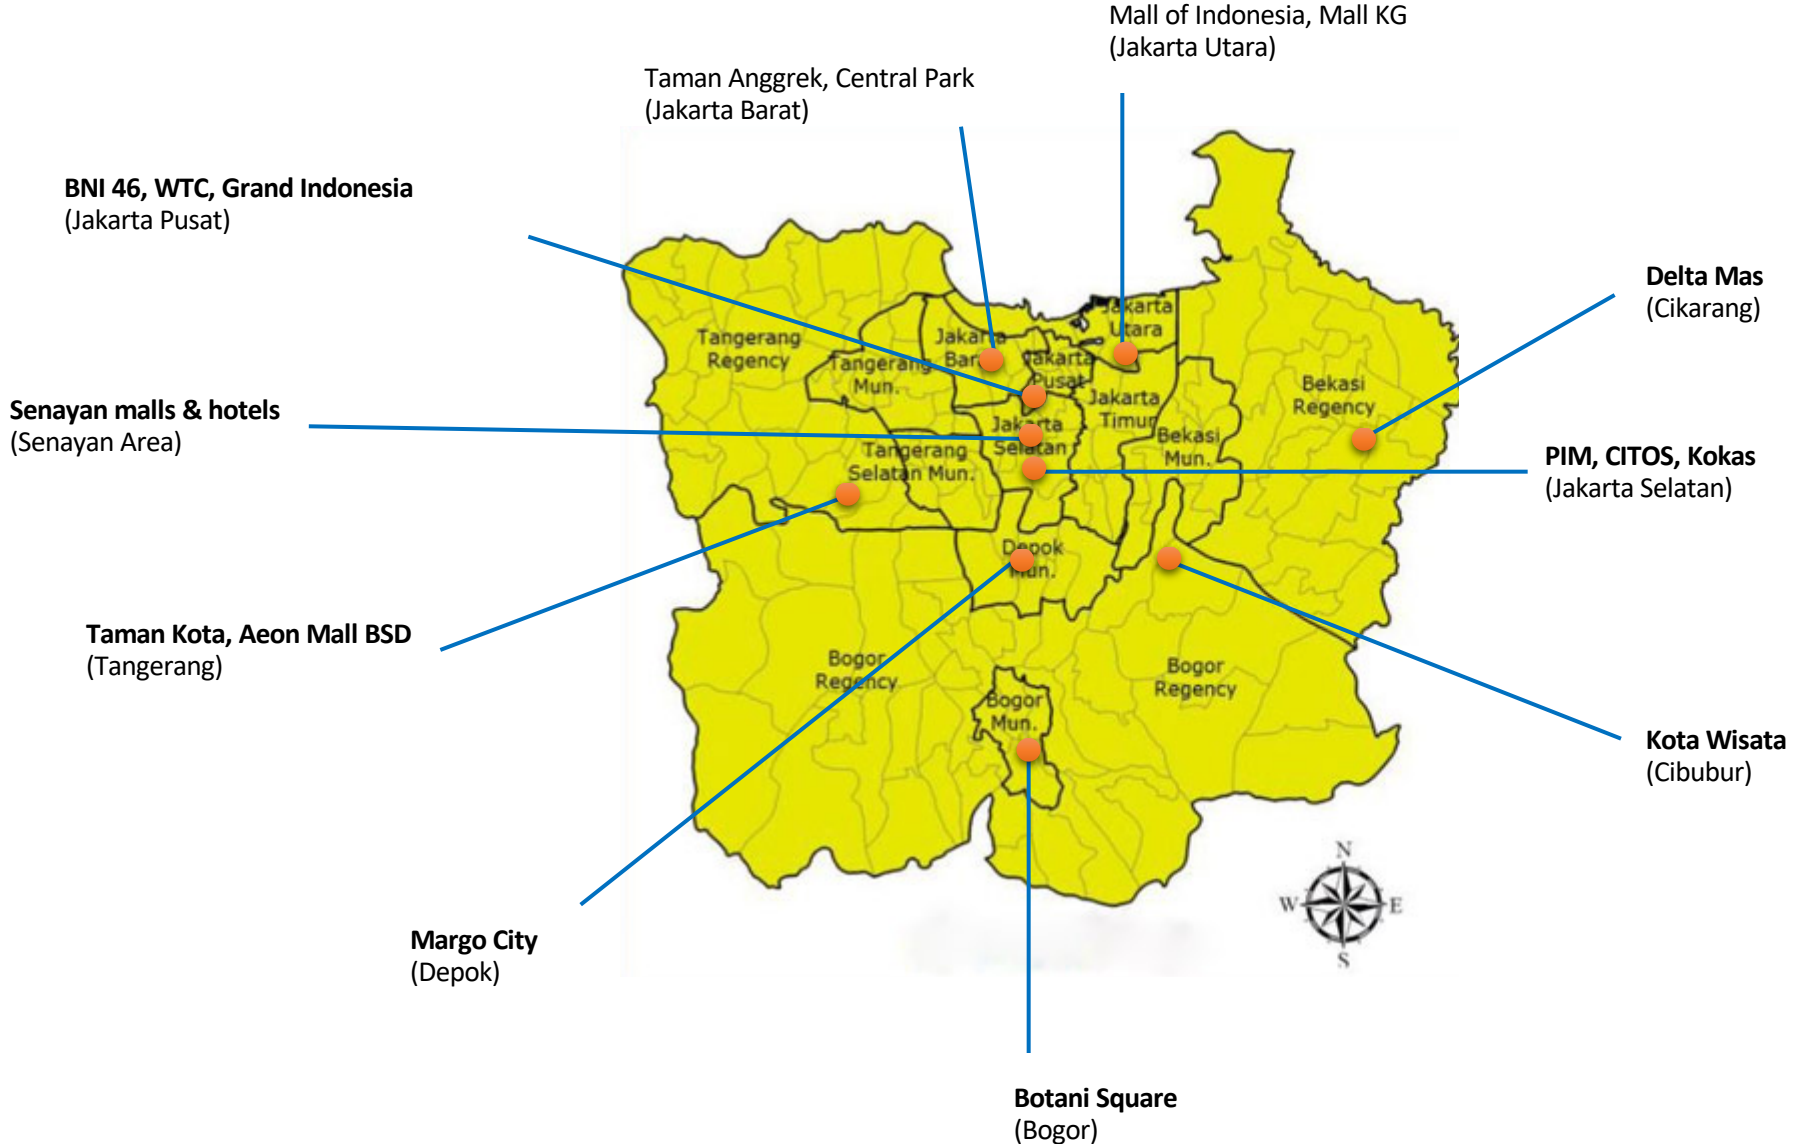 Mall of Indonesia, Mall KG
(Jakarta Utara)
Taman Anggrek, Central Park
(Jakarta Barat)
BNI 46, WTC, Grand Indonesia
(Jakarta Pusat)
Delta Mas
(Cikarang)
Senayan malls & hotels
(Senayan Area)
PIM, CITOS, Kokas
(Jakarta Selatan)
Taman Kota, Aeon Mall BSD
(Tangerang)
Kota Wisata
(Cibubur)
Margo City
(Depok)
Botani Square
(Bogor)
Tangerang
Regency
Tangerang
Mun.
Jakarta
Barat
Jakarta
Pusat
Jakarta
Utara
Jakarta
Timur
Jakarta
Selatan
Tangerang
Selatan Mun.
Bekasi
Mun.
Bekasi
Regency
Depok
Mun.
Bogor
Regency
Bogor
Mun.
Bogor
Regency
N
W
E
S